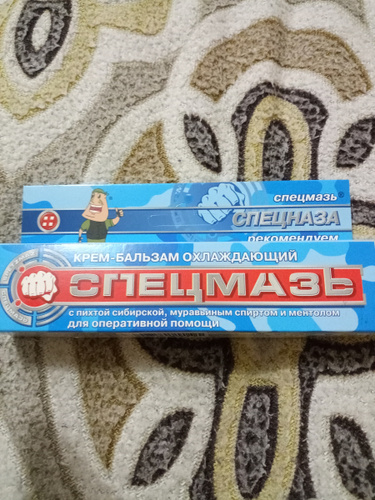 спецмазь®
СПЕЦНАЗА
рекомендуем
КРЕМ-БАЛЬЗАМ ОХЛАЖДАЮЩИЙ
СПЕЦМАЗЬ
с пихтой сибирской, муравьиным спиртом и ментолом
для оперативной помощи